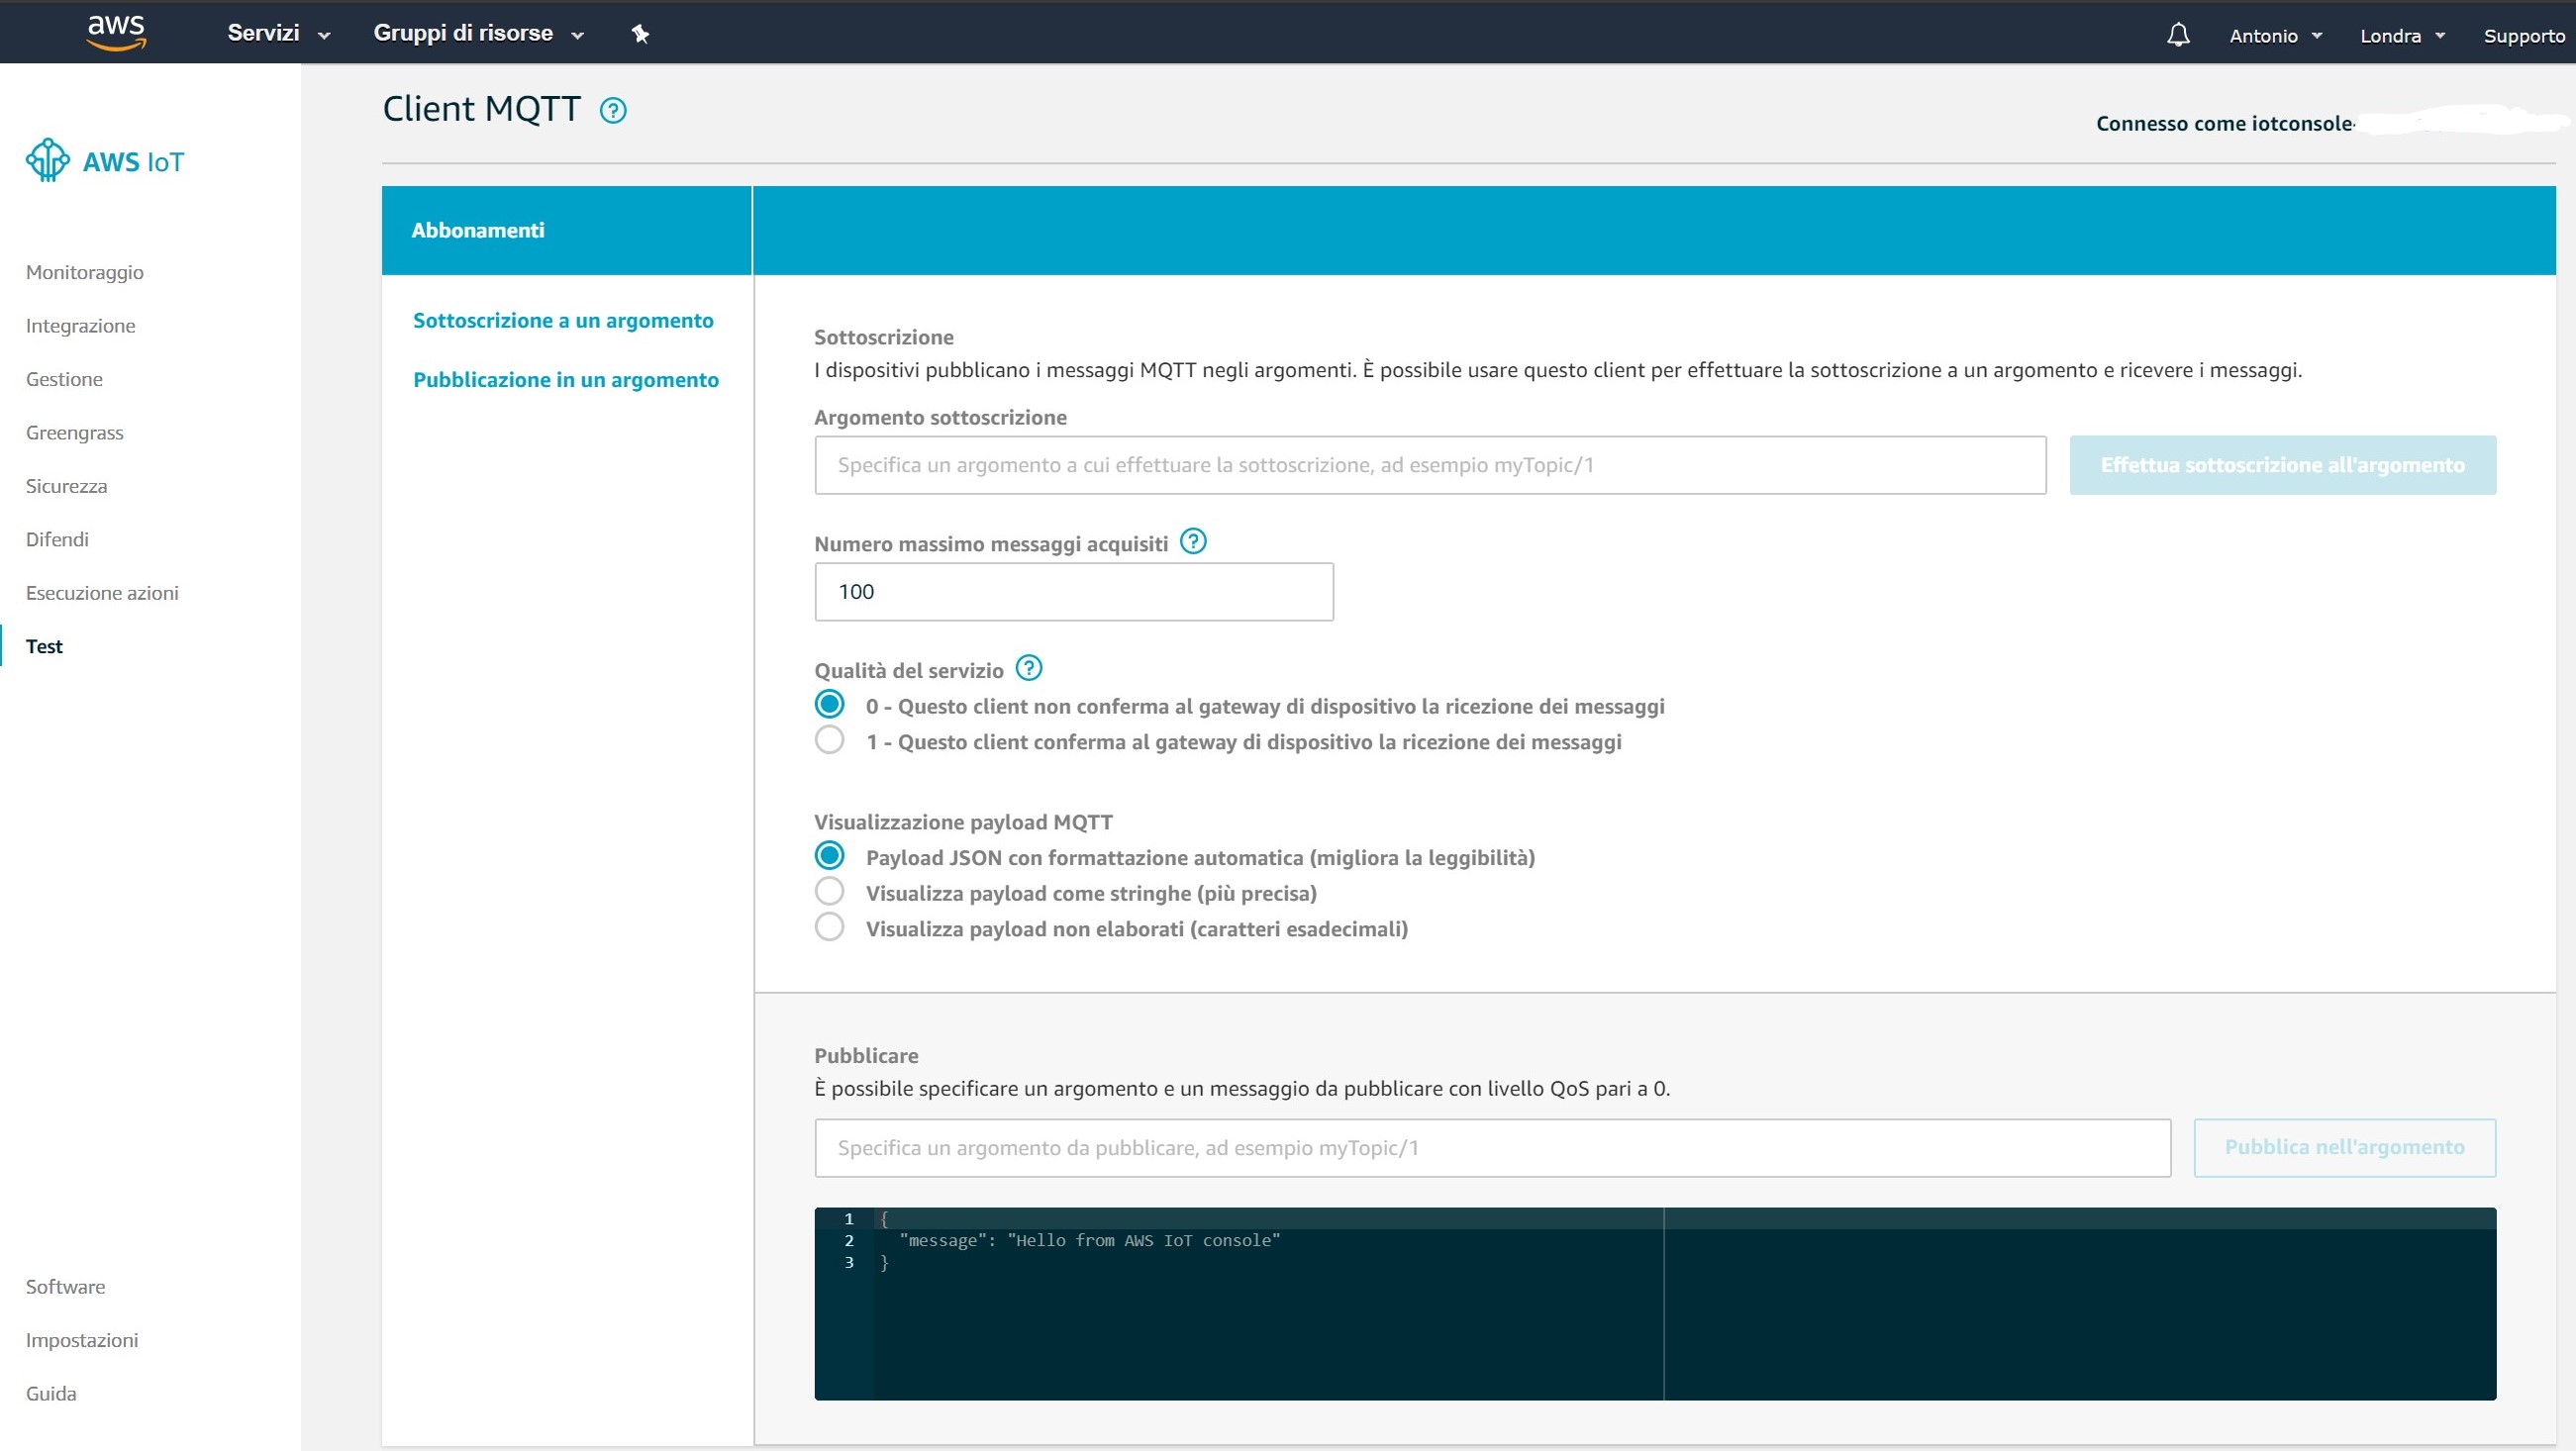 aws
Servizi
Gruppi di risorse
Antonio
Londra
Supporto
AWS IoT
Monitoraggio
Integrazione
Gestione
Greengrass
Sicurezza
Difendi
Esecuzione azioni
Test
Software
Impostazioni
Guida
Client MQTT ?
Connesso come iotconsole-
Abbonamenti
Sottoscrizione a un argomento
Pubblicazione in un argomento
Sottoscrizione
I dispositivi pubblicano i messaggi MQTT negli argomenti. È possibile usare questo client per effettuare la sottoscrizione a un argomento e ricevere i messaggi.
Argomento sottoscrizione
Specifica un argomento a cui effettuare la sottoscrizione, ad esempio myTopic/1
Effettua sottoscrizione all'argomento
Numero massimo messaggi acquisiti ?
100
Qualità del servizio ?
0 - Questo client non conferma al gateway di dispositivo la ricezione dei messaggi
1 - Questo client conferma al gateway di dispositivo la ricezione dei messaggi
Visualizzazione payload MQTT
Payload JSON con formattazione automatica (migliora la leggibilità)
Visualizza payload come stringhe (più precisa)
Visualizza payload non elaborati (caratteri esadecimali)
Pubblicare
È possibile specificare un argomento e un messaggio da pubblicare con livello QoS pari a 0.
Specifica un argomento da pubblicare, ad esempio myTopic/1
Pubblica nell'argomento
1 {
2 "message": "Hello from AWS IoT console"
3 }